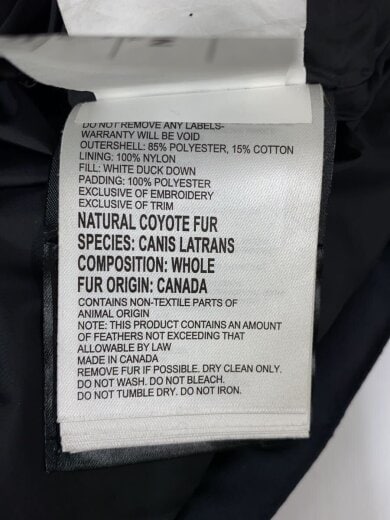 DO NOT REMOVE ANY LABELS-
WARRANTY WILL BE VOID
OUTERSHELL: 85% POLYESTER, 15% COTTON
LINING: 100% NYLON
FILL: WHITE DUCK DOWN
PADDING: 100% POLYESTER
EXCLUSIVE OF EMBROIDERY
EXCLUSIVE OF TRIM
NATURAL COYOTE FUR
SPECIES: CANIS LATRANS
COMPOSITION: WHOLE
FUR ORIGIN: CANADA
CONTAINS NON-TEXTILE PARTS OF
ANIMAL ORIGIN
NOTE: THIS PRODUCT CONTAINS AN AMOUNT
OF FEATHERS NOT EXCEEDING THAT
ALLOWABLE BY LAW
MADE IN CANADA
REMOVE FUR IF POSSIBLE. DRY CLEAN ONLY.
DO NOT WASH. DO NOT BLEACH.
DO NOT TUMBLE DRY. DO NOT IRON.